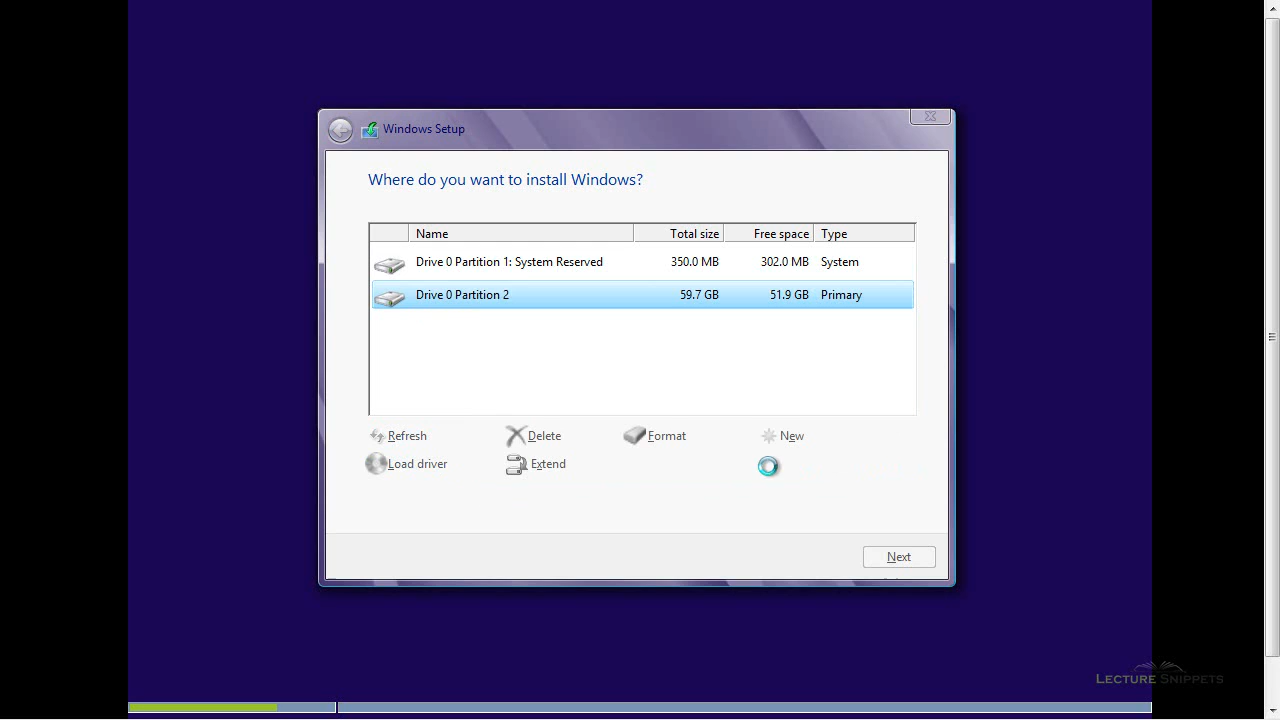 Windows Setup
Where do you want to install Windows?
Name Total size Free space Type
Drive 0 Partition 1: System Reserved 350.0 MB 302.0 MB System
Drive 0 Partition 2 59.7 GB 51.9 GB Primary
Refresh Delete Format New
Load driver Extend
Next
LECTURE SNIPPETS